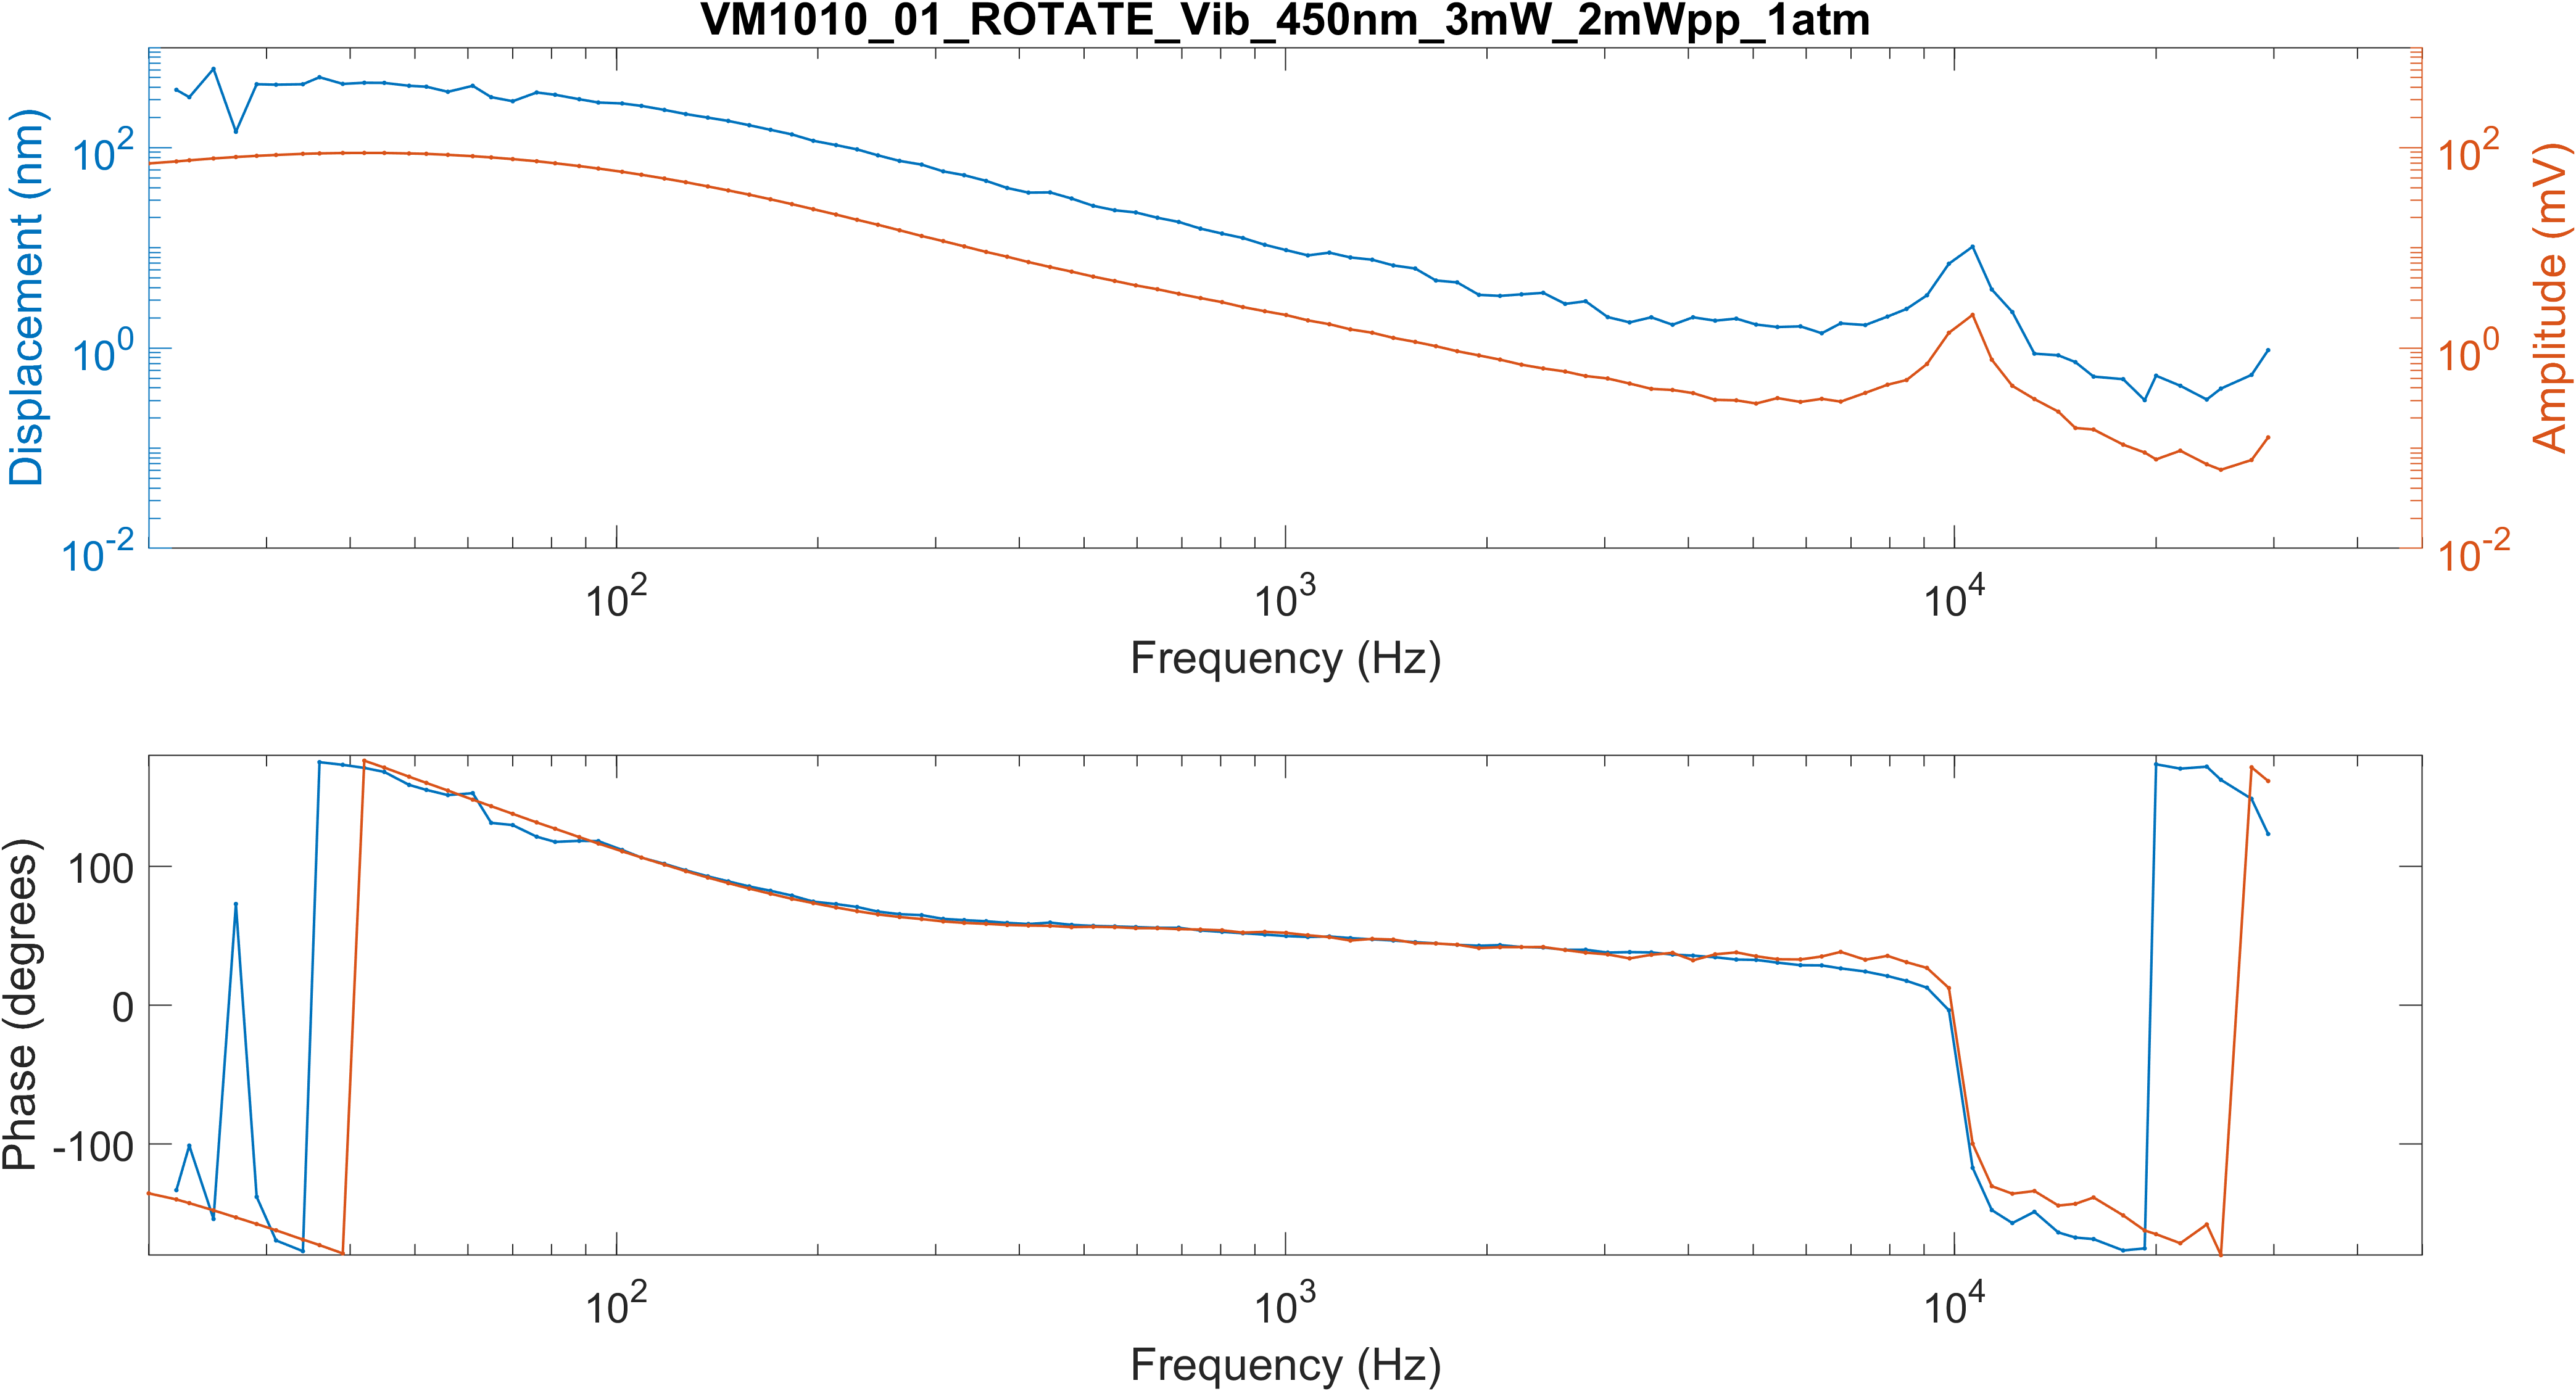 VM1010_01_ROTATE_Vib_450nm_3mW_2mWpp_1atm
Displacement (nm)
10^2
10^0
10^-2
Amplitude (mV)
10^2
10^0
10^-2
10^2
10^3
10^4
Frequency (Hz)
Phase (degrees)
100
0
-100
10^2
10^3
10^4
Frequency (Hz)